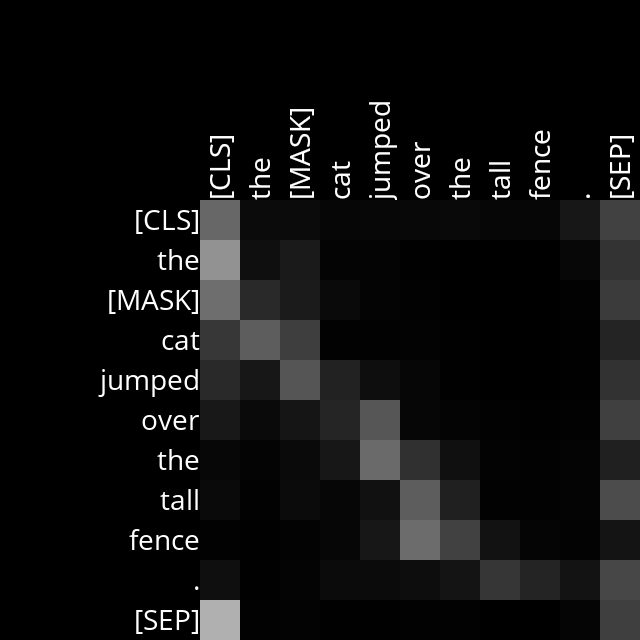 [CLS] the [MASK] cat jumped over the tall fence . [SEP]
[CLS]
the
[MASK]
cat
jumped
over
the
tall
fence
.
[SEP]